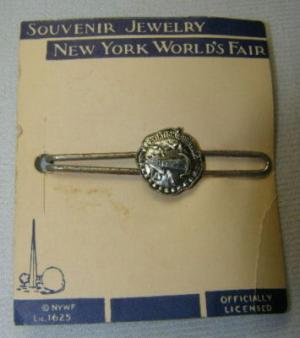 SOUVENIR JEWELRY
NEW YORK WORLD'S FAIR
© NYWF
LIC.1625
OFFICIALLY
LICENSED